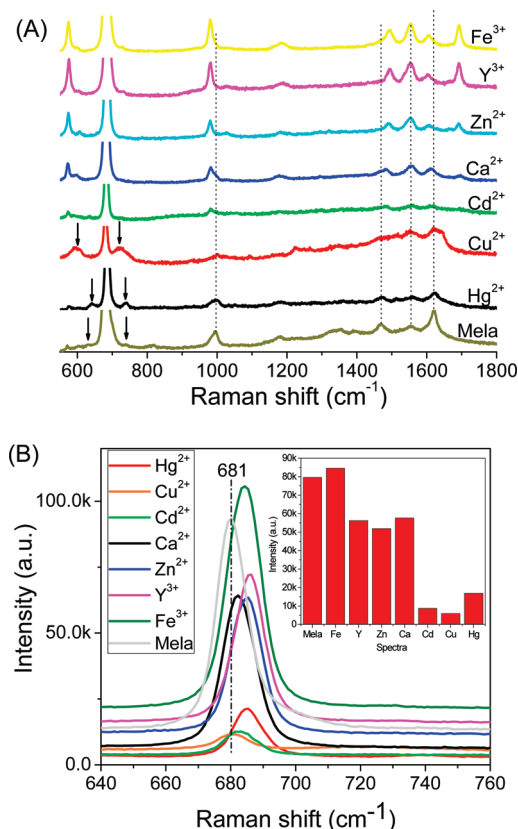 (A)
Fe³⁺
Y³⁺
Zn²⁺
Ca²⁺
Cd²⁺
Cu²⁺
Hg²⁺
Mela
600 800 1000 1200 1400 1600 1800
Raman shift (cm⁻¹)
(B)
Hg²⁺
Cu²⁺
Cd²⁺
Ca²⁺
Zn²⁺
Y³⁺
Fe³⁺
Mela
681
100.0k
50.0k
0.0
Intensity (a.u.)
640 660 680 700 720 740 760
Raman shift (cm⁻¹)
90k
80k
70k
60k
50k
40k
30k
20k
10k
0
Intensity (a.u.)
Mela Fe Y Zn Ca Cd Cu Hg
Spectra